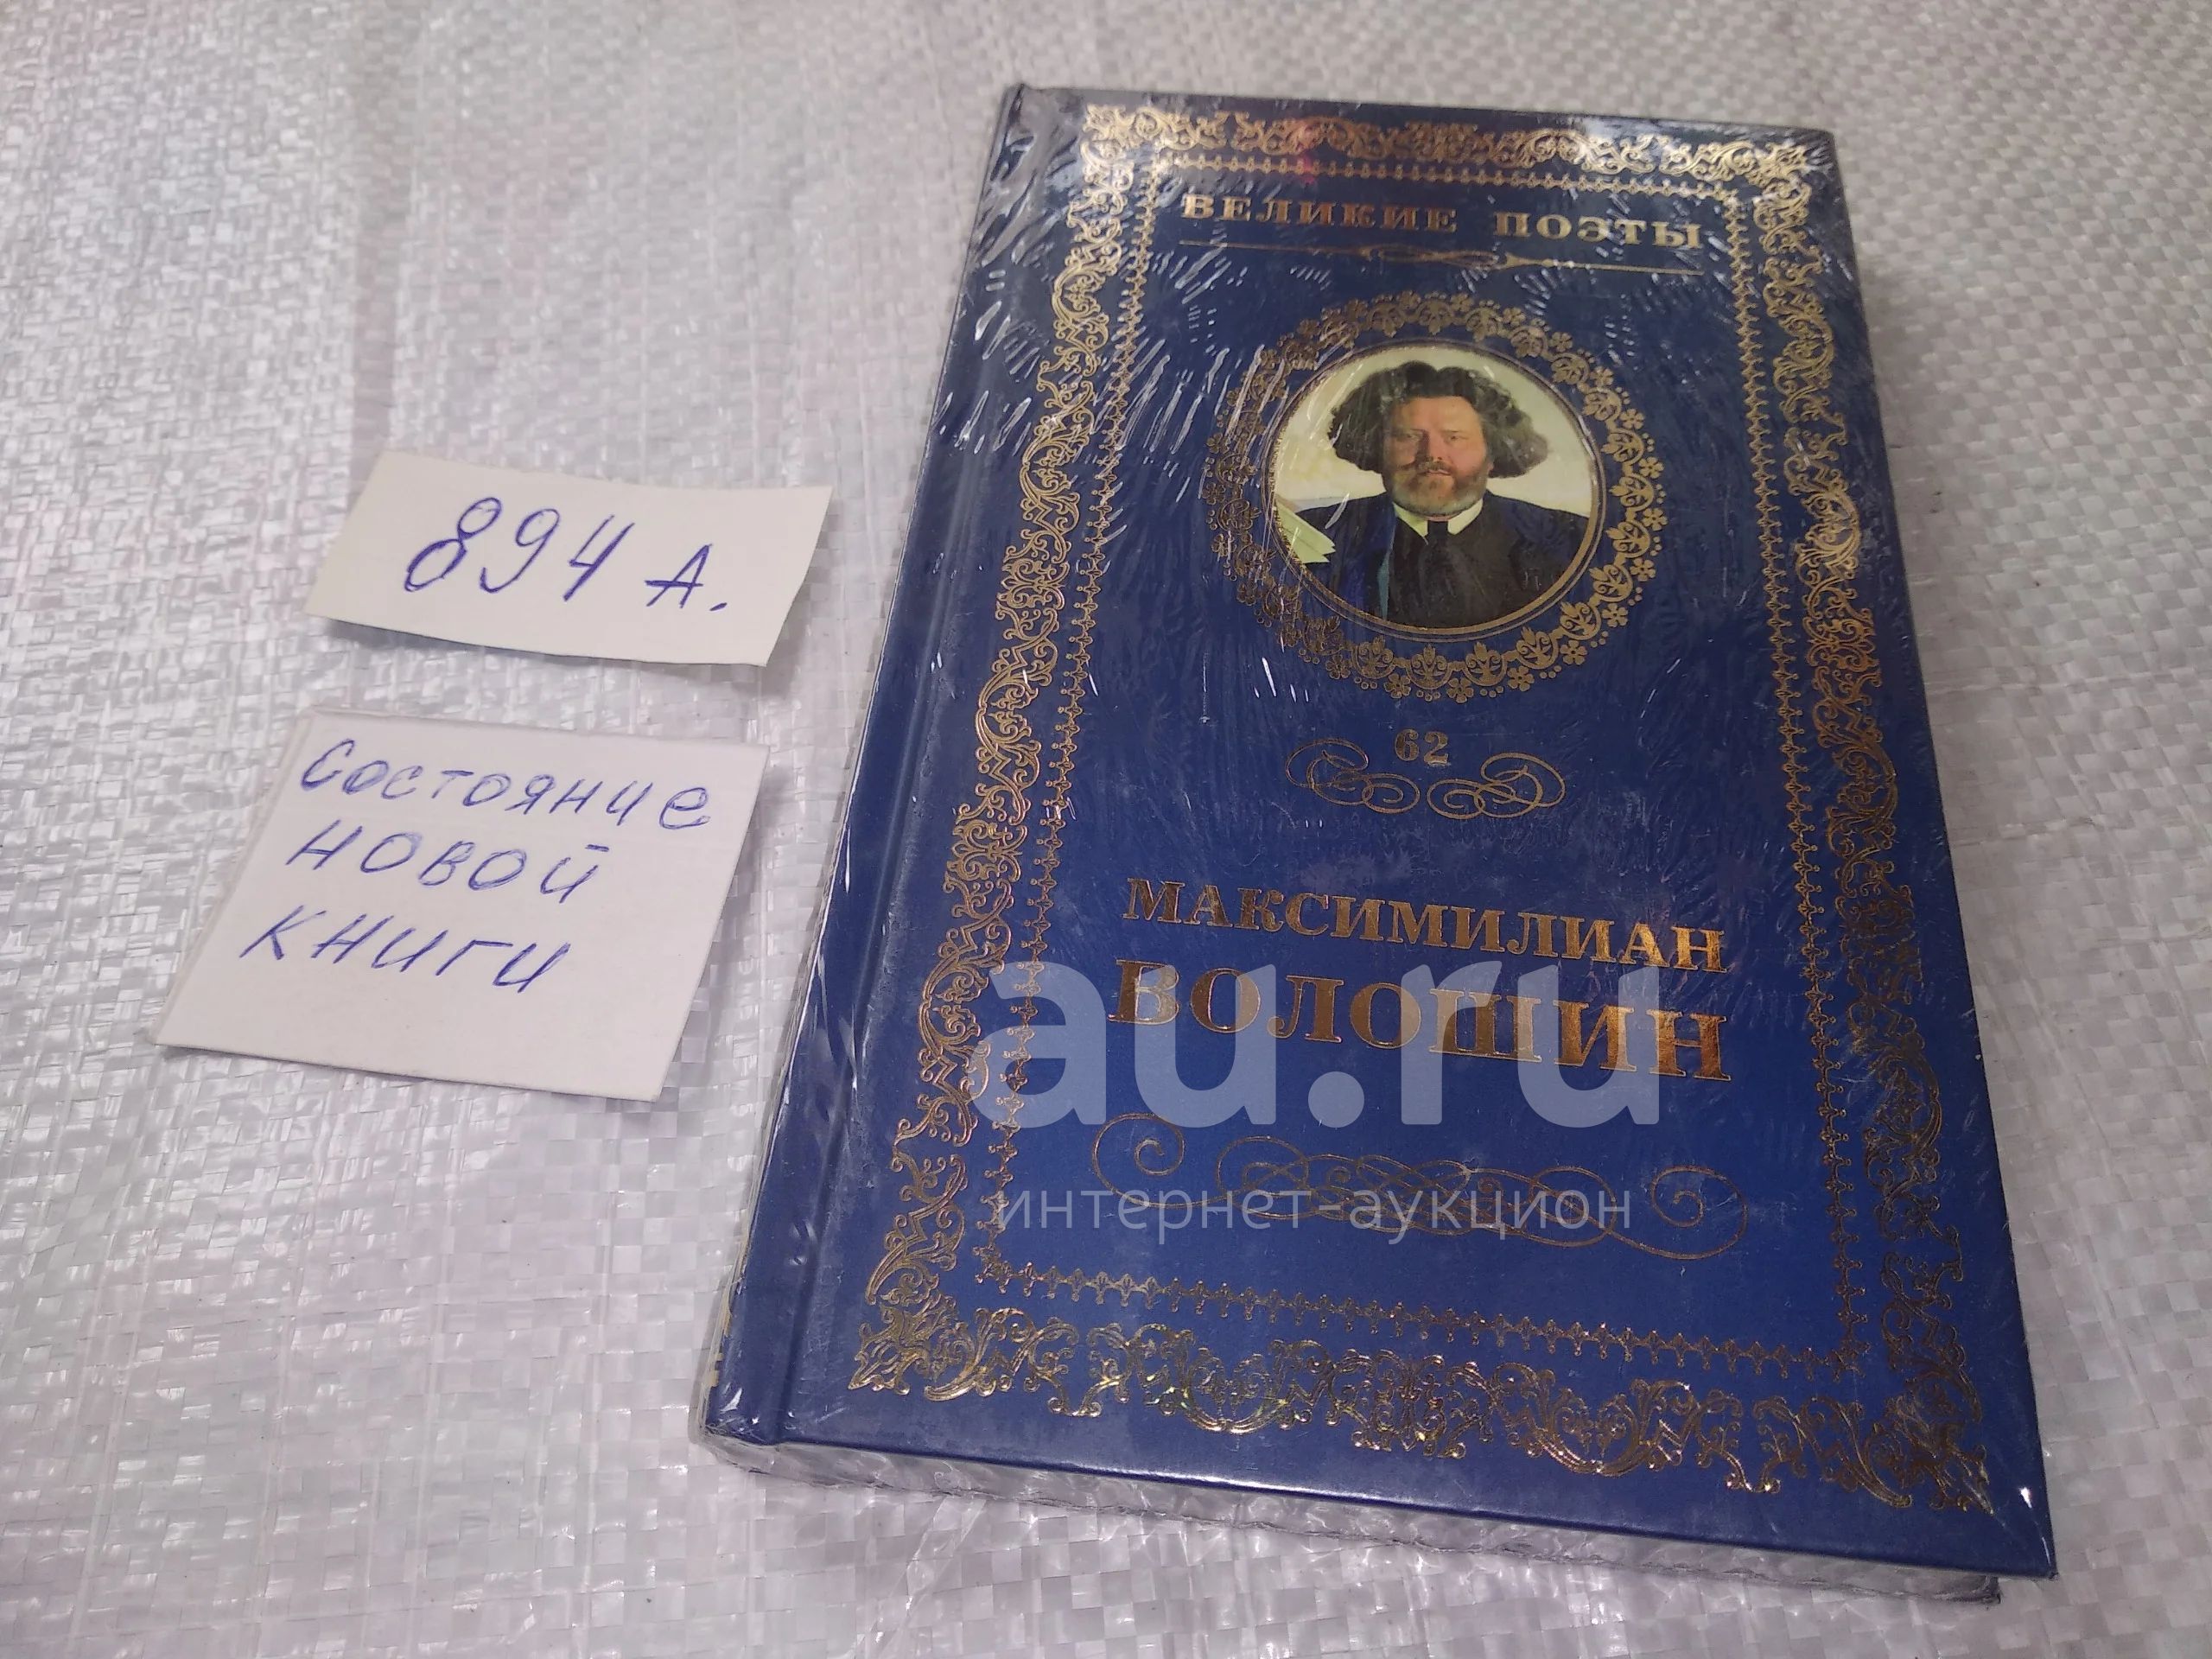 894 А.
Состояние
новой
книги
ВЕЛИКИЕ ПОЭТЫ
62
МАКСИМИЛИАН
ВОЛОШИН
au.ru
интернет-аукцион